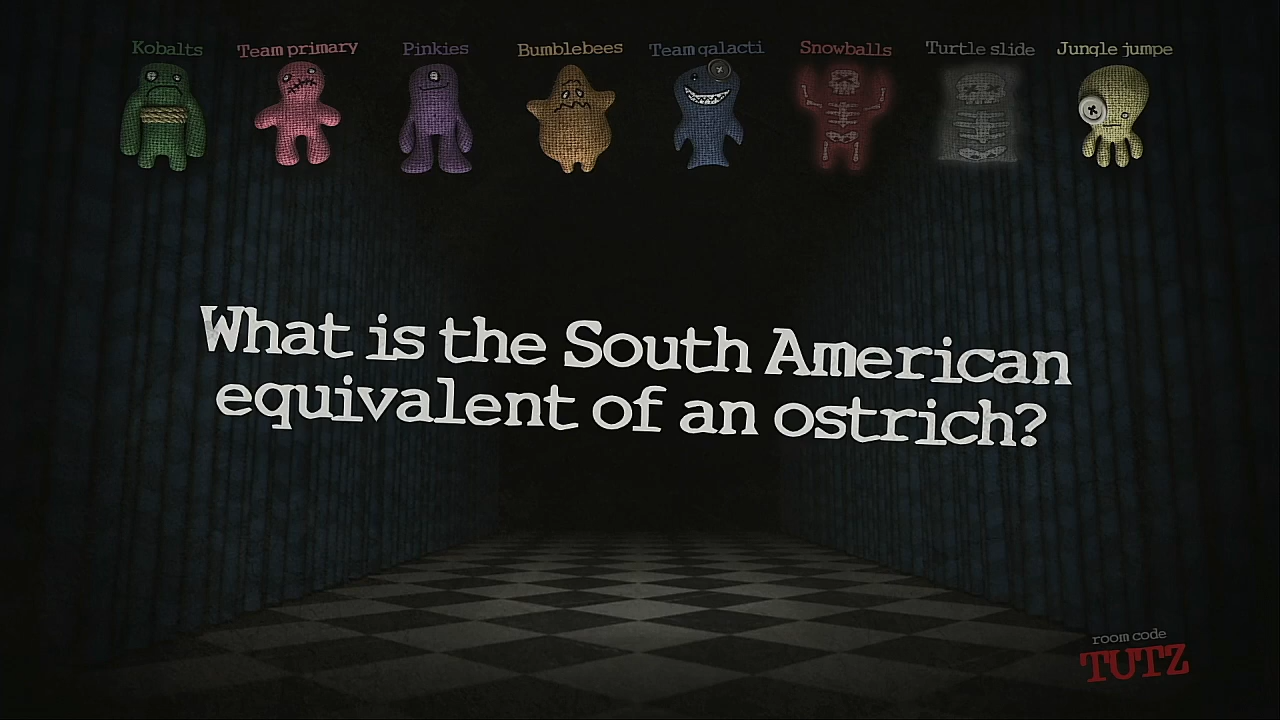 Kobalts Team primary Pinkies Bumblebees Team galacti Snowballs Turtle slide Jungle jumpe
What is the South American
equivalent of an ostrich?
room code
TUTZ